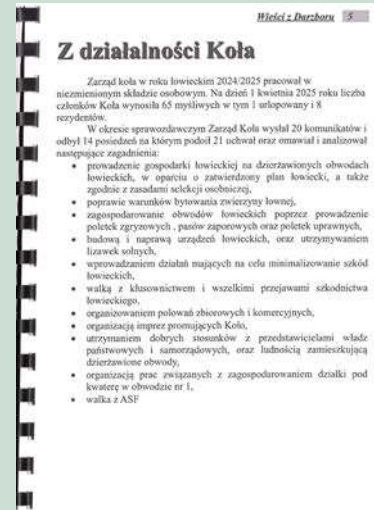 Wieści z Darzboru 5
Z działalności Koła
Zarząd koła w roku łowieckim 2024/2025 pracował w
niezmienionym składzie osobowym. Na dzień 1 kwietnia 2025 roku liczba
członków Koła wynosiła 65 myśliwych w tym 1 urlopowany i 8
rezydentów.
W okresie sprawozdawczym Zarząd Koła wysłał 20 komunikatów i
odbył 14 posiedzeń na którym podoił 21 uchwał oraz omawiał i analizował
następujące zagadnienia:
• prowadzenie gospodarki łowieckiej na dzierżawionych obwodach
łowieckich, w oparciu o zatwierdzony plan łowiecki, a także
zgodnie z zasadami selekcji osobniczej,
• poprawie warunków bytowania zwierzyny łownej,
• zagospodarowanie obwodów łowieckich poprzez prowadzenie
poletek zgryzowych , pasów zaporowych oraz poletek uprawnych,
• budową i naprawą urządzeń łowieckich, oraz utrzymywaniem
lizawek solnych,
• wprowadzaniem działań mających na celu minimalizowanie szkód
łowieckich,
• walką z kłusownictwem i wszelkimi przejawami szkodnictwa
łowieckiego,
• organizowaniem polowań zbiorowych i komercyjnych,
• organizacją imprez promujących Koło,
• utrzymaniem dobrych stosunków z przedstawicielami władz
państwowych i samorządowych, oraz ludnością zamieszkującą
dzierżawione obwody,
• organizacją prac związanych z zagospodarowaniem działki pod
kwaterę w obwodzie nr 1,
• walka z ASF